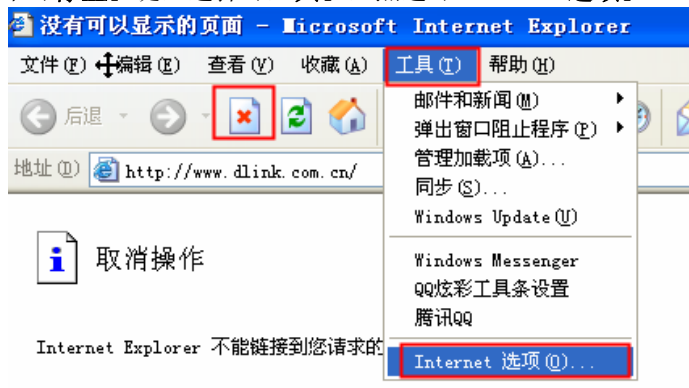 没有可以显示的页面 - Microsoft Internet Explorer
文件(F) 编辑(E) 查看(V) 收藏(A) 工具(T) 帮助(H)
后退
邮件和新闻(M)
弹出窗口阻止程序(P)
管理加载项(A)...
地址(D) http://www.dlink.com.cn/
同步(S)...
Windows Update(U)
取消操作
Windows Messenger
QQ炫彩工具条设置
腾讯QQ
Internet Explorer 不能链接到您请求的
Internet 选项(O)...